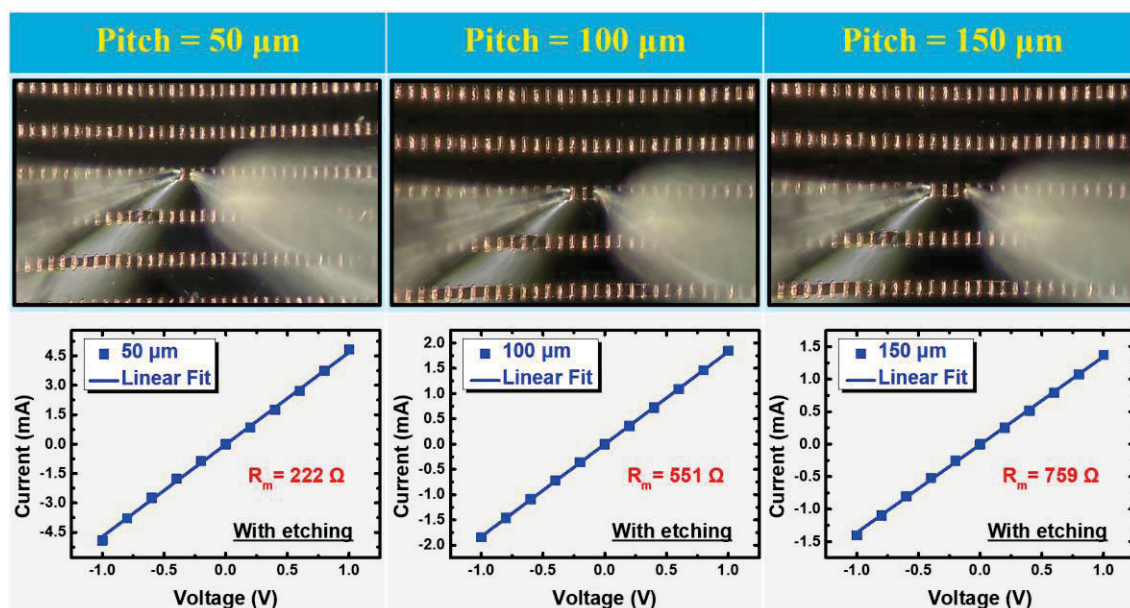 Pitch = 50 µm
Pitch = 100 µm
Pitch = 150 µm
50 µm
Linear Fit
Current (mA)
4.5
3.0
1.5
0.0
-1.5
-3.0
-4.5
Rm= 222 Ω
With etching
-1.0 -0.5 0.0 0.5 1.0
Voltage (V)
100 µm
Linear Fit
Current (mA)
2.0
1.5
1.0
0.5
0.0
-0.5
-1.0
-1.5
-2.0
Rm= 551 Ω
With etching
-1.0 -0.5 0.0 0.5 1.0
Voltage (V)
150 µm
Linear Fit
Current (mA)
1.5
1.0
0.5
0.0
-0.5
-1.0
-1.5
Rm= 759 Ω
With etching
-1.0 -0.5 0.0 0.5 1.0
Voltage (V)